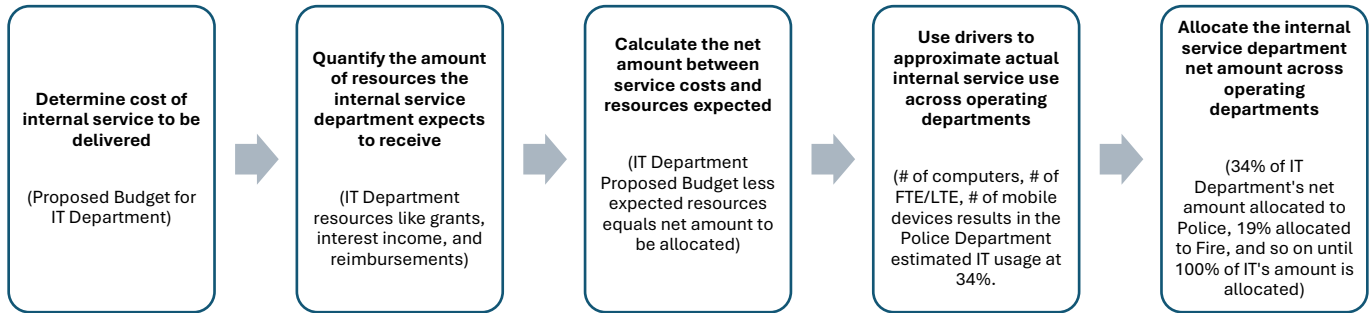 Determine cost of
internal service to be
delivered
(Proposed Budget for
IT Department)
Quantify the amount
of resources the
internal service
department expects
to receive
(IT Department
resources like grants,
interest income, and
reimbursements)
Calculate the net
amount between
service costs and
resources expected
(IT Department
Proposed Budget less
expected resources
equals net amount to
be allocated)
Use drivers to
approximate actual
internal service use
across operating
departments
(# of computers, # of
FTE/LTE, # of mobile
devices results in the
Police Department
estimated IT usage at
34%.
Allocate the internal
service department
net amount across
operating
departments
(34% of IT
Department's net
amount allocated to
Police, 19% allocated
to Fire, and so on until
100% of IT's amount is
allocated)